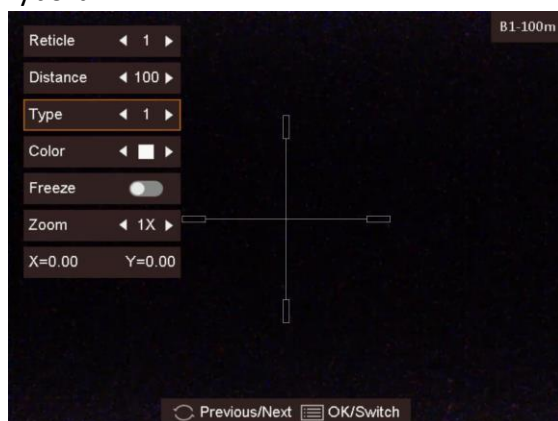 B1-100m
Reticle 1
Distance 100
Type 1
Color
Freeze
Zoom 1X
X=0.00 Y=0.00
Previous/Next OK/Switch